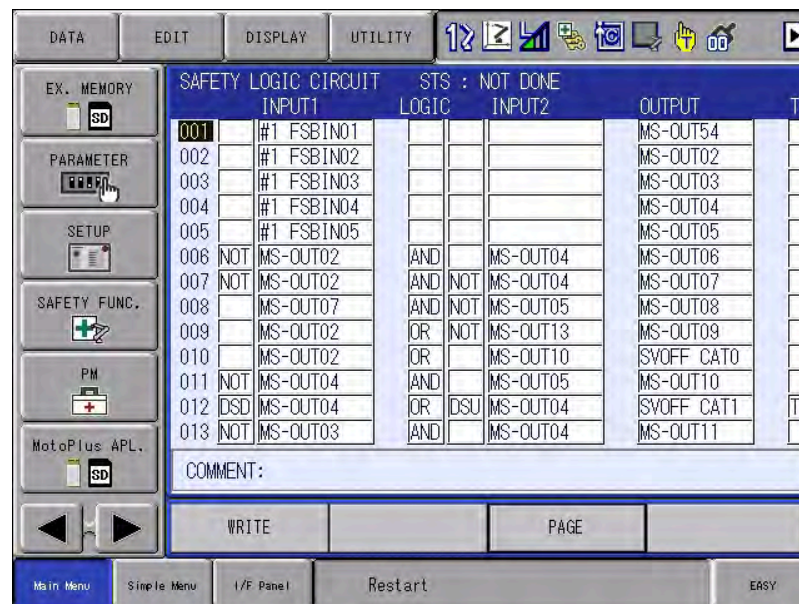 DATA EDIT DISPLAY UTILITY 12
EX. MEMORY
SD
PARAMETER
SETUP
SAFETY FUNC.
PM
MotoPlus APL.
SD
SAFETY LOGIC CIRCUIT STS : NOT DONE
INPUT1 LOGIC INPUT2 OUTPUT T
001 #1 FSBIN01 MS-OUT54
002 #1 FSBIN02 MS-OUT02
003 #1 FSBIN03 MS-OUT03
004 #1 FSBIN04 MS-OUT04
005 #1 FSBIN05 MS-OUT05
006 NOT MS-OUT02 AND MS-OUT04 MS-OUT06
007 NOT MS-OUT02 AND NOT MS-OUT04 MS-OUT07
008 MS-OUT07 AND NOT MS-OUT05 MS-OUT08
009 MS-OUT02 OR NOT MS-OUT13 MS-OUT09
010 MS-OUT02 OR MS-OUT10 SVOFF CAT0
011 NOT MS-OUT04 AND MS-OUT05 MS-OUT10
012 DSD MS-OUT04 OR DSU MS-OUT04 SVOFF CAT1 T
013 NOT MS-OUT03 AND MS-OUT04 MS-OUT11
COMMENT:
WRITE PAGE
Main Menu Simple Menu I/F Panel Restart EASY